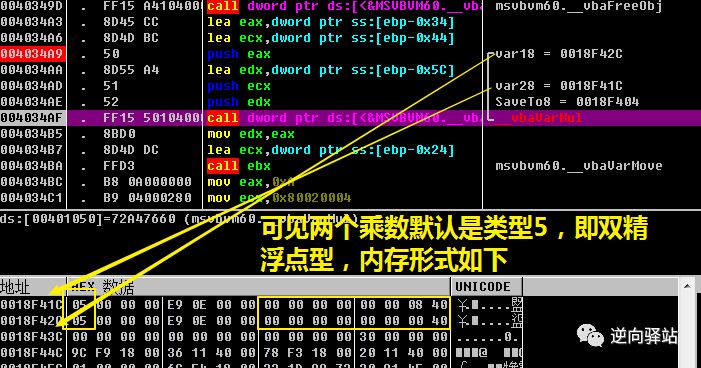 0040349D . FF15 A4104000 call dword ptr ds:[<&MSVBVM60.__vb msvbvm60.__vbaFreeObj
004034A3 . 8D45 CC lea eax,dword ptr ss:[ebp-0x34]
004034A6 . 8D4D BC lea ecx,dword ptr ss:[ebp-0x44]
004034A9 . 50 push eax var18 = 0018F42C
004034AA . 8D55 A4 lea edx,dword ptr ss:[ebp-0x5C]
004034AD . 51 push ecx var28 = 0018F41C
004034AE . 52 push edx SaveTo8 = 0018F404
004034AF . FF15 50104000 call dword ptr ds:[<&MSVBVM60.__vb __vbaVarMul
004034B5 . 8BD0 mov edx,eax
004034B7 . 8D4D DC lea ecx,dword ptr ss:[ebp-0x24]
004034BA . FFD3 call ebx msvbvm60.__vbaVarMove
004034BC . B8 0A000000 mov eax,0xA
004034C1 . B9 04000280 mov ecx,0x80020004
ds:[00401050]=72A47660 (msvbvm60.__vbaVarMul)
可见两个乘数默认是类型5，即双精
浮点型，内存形式如下
地址 HEX 数据 UNICODE
0018F41C 05 00 00 00 E9 0E 00 00 00 00 00 00 00 00 08 40
0018F42C 05 00 00 00 E9 0E 00 00 00 00 00 00 00 00 00 40
0018F43C 00 00 00 00 00 00 00 00 00 00 00 00 30 00 00 00
0018F44C 9C F9 18 00 36 11 40 00 78 F3 18 00 20 11 40 00
逆向驿站